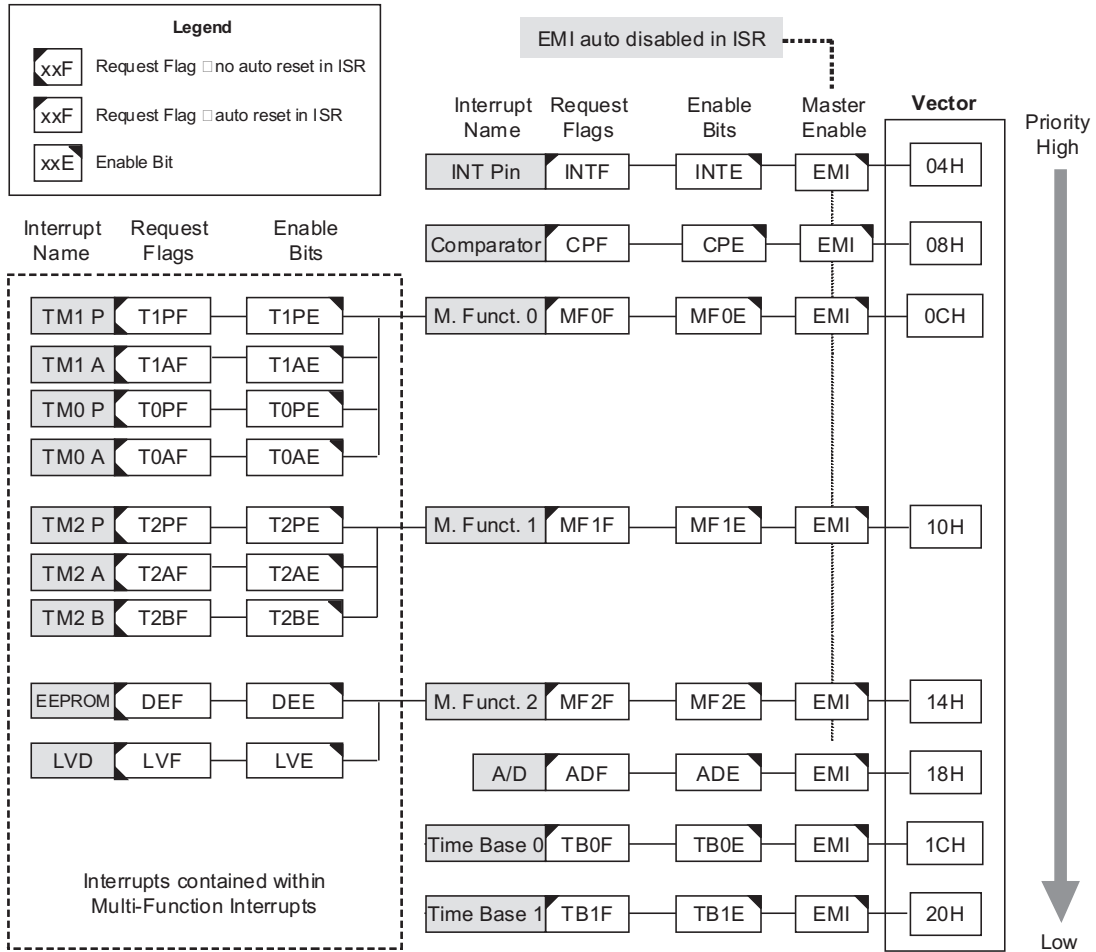 Legend
xxF Request Flag □no auto reset in ISR
xxF Request Flag □auto reset in ISR
xxE Enable Bit
EMI auto disabled in ISR
Interrupt Name Request Flags Enable Bits Master Enable Vector
Priority High
INT Pin INTF INTE EMI 04H
Comparator CPF CPE EMI 08H
Interrupt Name Request Flags Enable Bits
TM1 P T1PF T1PE M. Funct. 0 MF0F MF0E EMI 0CH
TM1 A T1AF T1AE
TM0 P T0PF T0PE
TM0 A T0AF T0AE
TM2 P T2PF T2PE M. Funct. 1 MF1F MF1E EMI 10H
TM2 A T2AF T2AE
TM2 B T2BF T2BE
EEPROM DEF DEE M. Funct. 2 MF2F MF2E EMI 14H
LVD LVF LVE A/D ADF ADE EMI 18H
Time Base 0 TB0F TB0E EMI 1CH
Interrupts contained within
Multi-Function Interrupts
Time Base 1 TB1F TB1E EMI 20H
Low